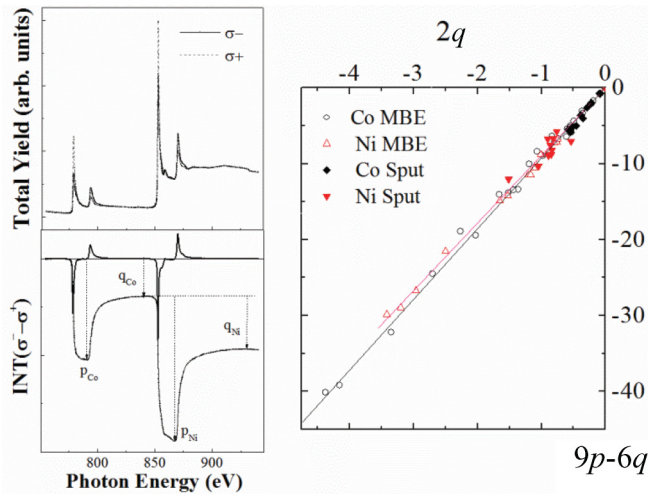 Total Yield (arb. units)
σ−
σ+
INT(σ⁻−σ⁺)
q_Co
q_Ni
p_Co
p_Ni
800 850 900
Photon Energy (eV)
2q
-4 -3 -2 -1 0
0
-10
-20
-30
-40
Co MBE
Ni MBE
Co Sput
Ni Sput
9p-6q